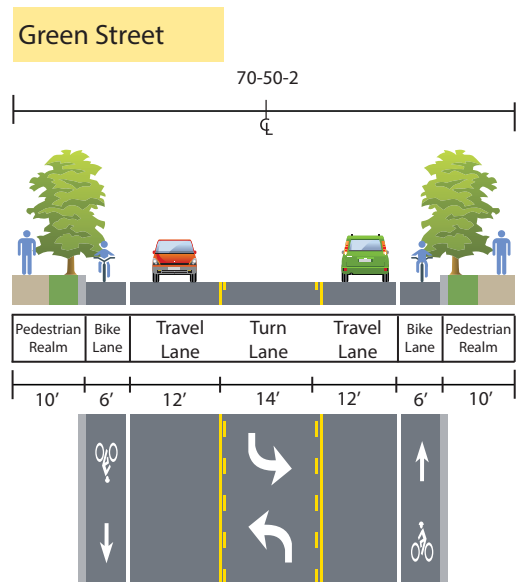 Green Street
70-50-2
℄
Pedestrian Realm
Bike Lane
Travel Lane
Turn Lane
Travel Lane
Bike Lane
Pedestrian Realm
10’ 6’ 12’ 14’ 12’ 6’ 10’